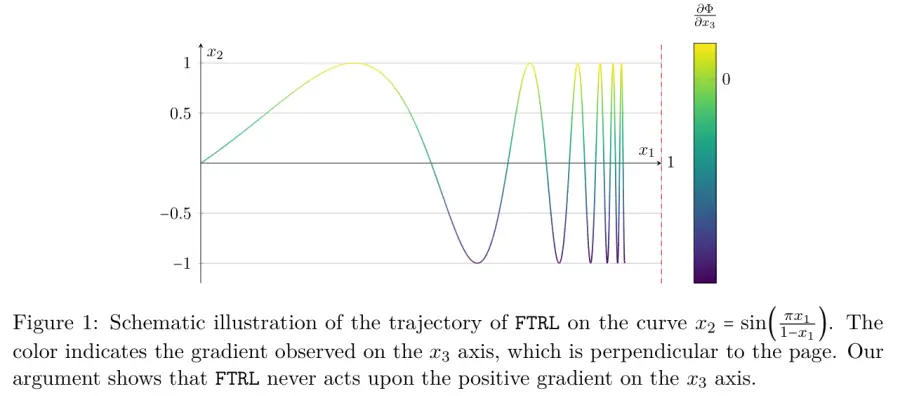 ∂Φ
∂x₃
x₂
1
0.5
−0.5
−1
x₁
1
0
Figure 1: Schematic illustration of the trajectory of FTRL on the curve x₂ = sin(πx₁/(1−x₁)). The
color indicates the gradient observed on the x₃ axis, which is perpendicular to the page. Our
argument shows that FTRL never acts upon the positive gradient on the x₃ axis.